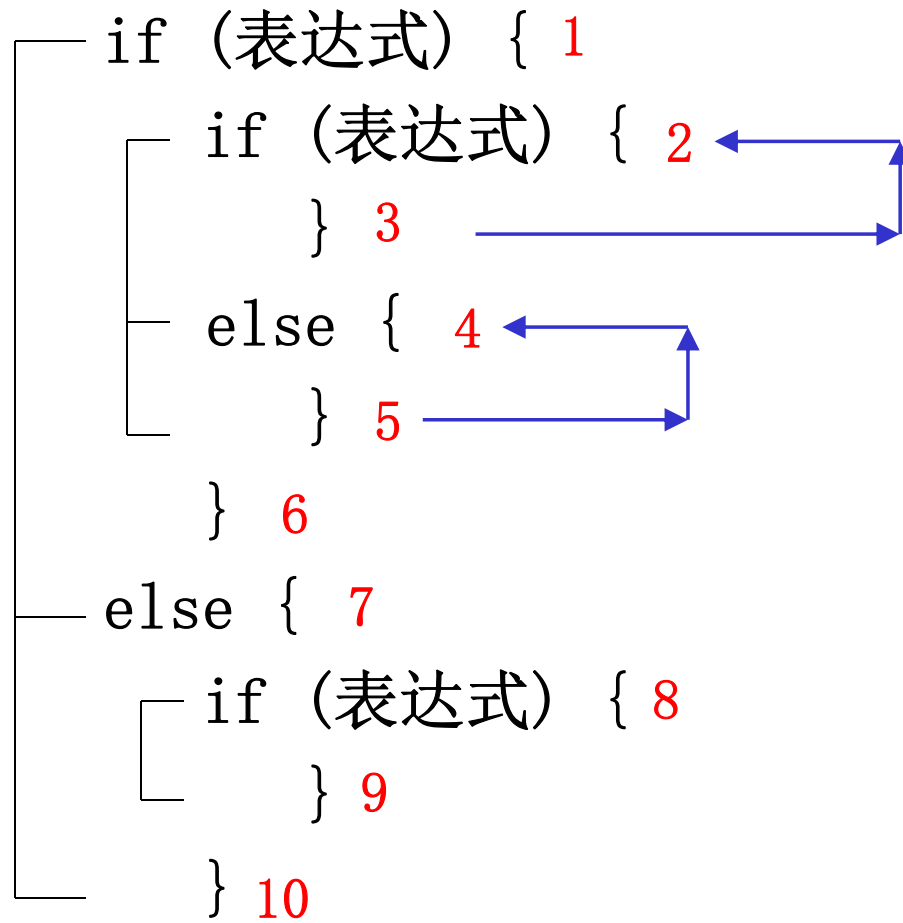 if (表达式) { 1
if (表达式) { 2
} 3
else { 4
} 5
} 6
else { 7
if (表达式) { 8
} 9
} 10